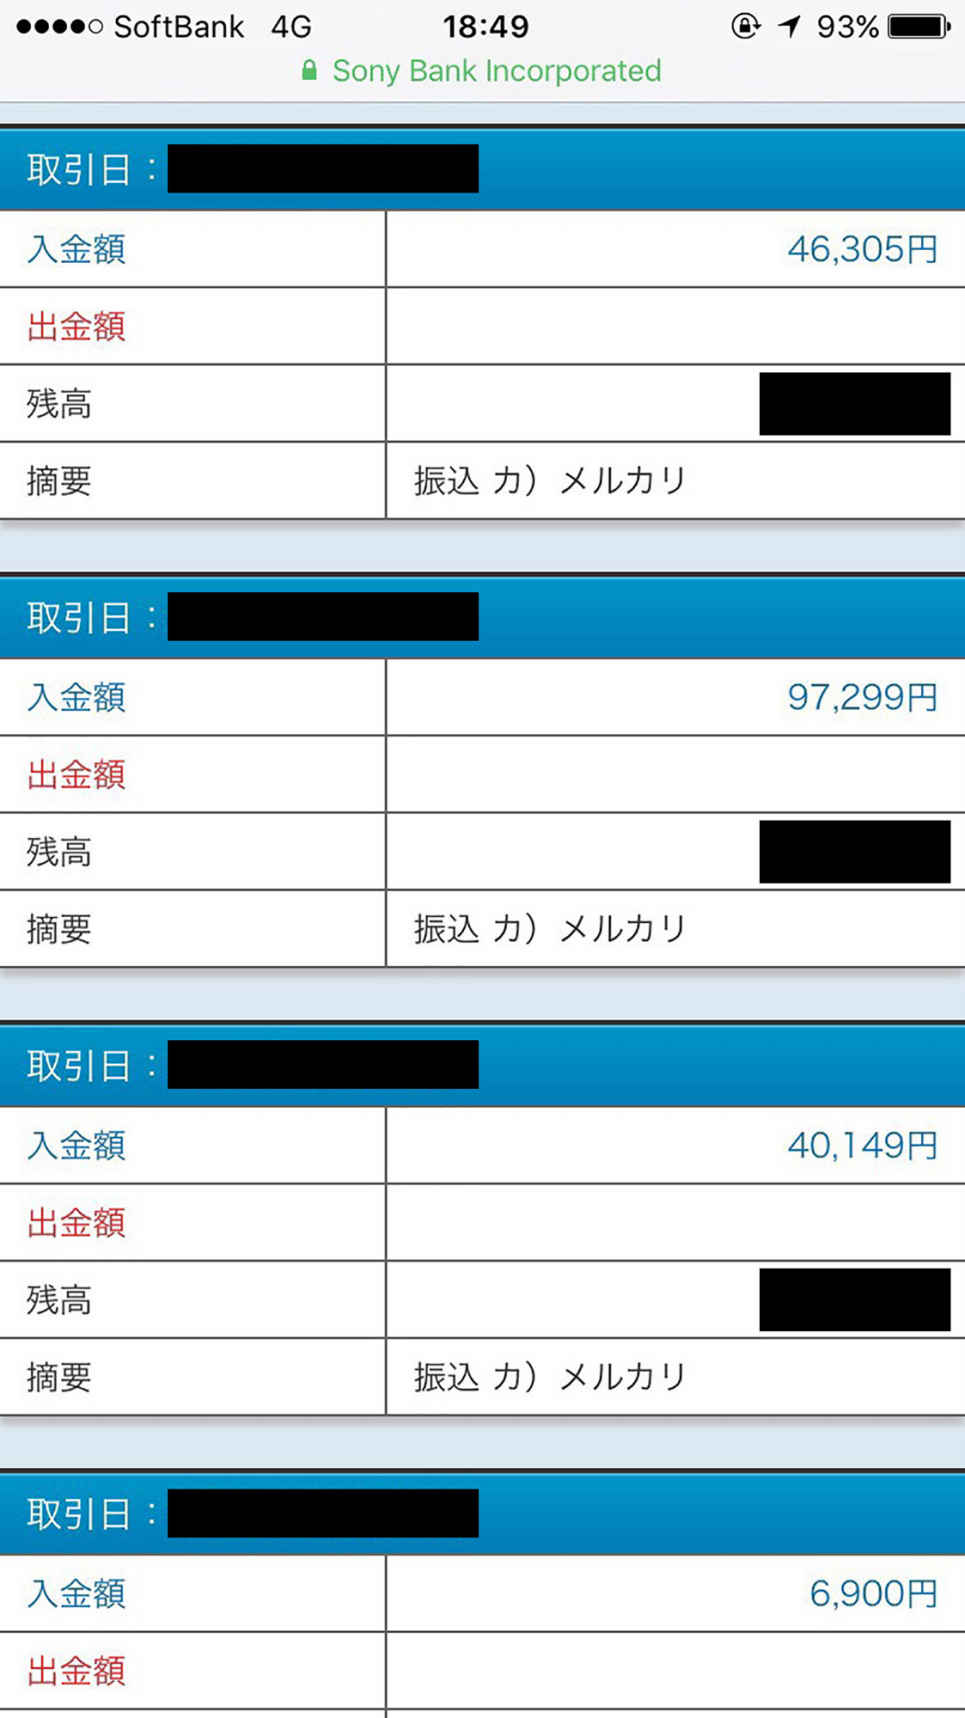 SoftBank 4G 18:49 93%
Sony Bank Incorporated
取引日：
入金額 46,305円
出金額
残高
摘要 振込 カ）メルカリ
取引日：
入金額 97,299円
出金額
残高
摘要 振込 カ）メルカリ
取引日：
入金額 40,149円
出金額
残高
摘要 振込 カ）メルカリ
取引日：
入金額 6,900円
出金額